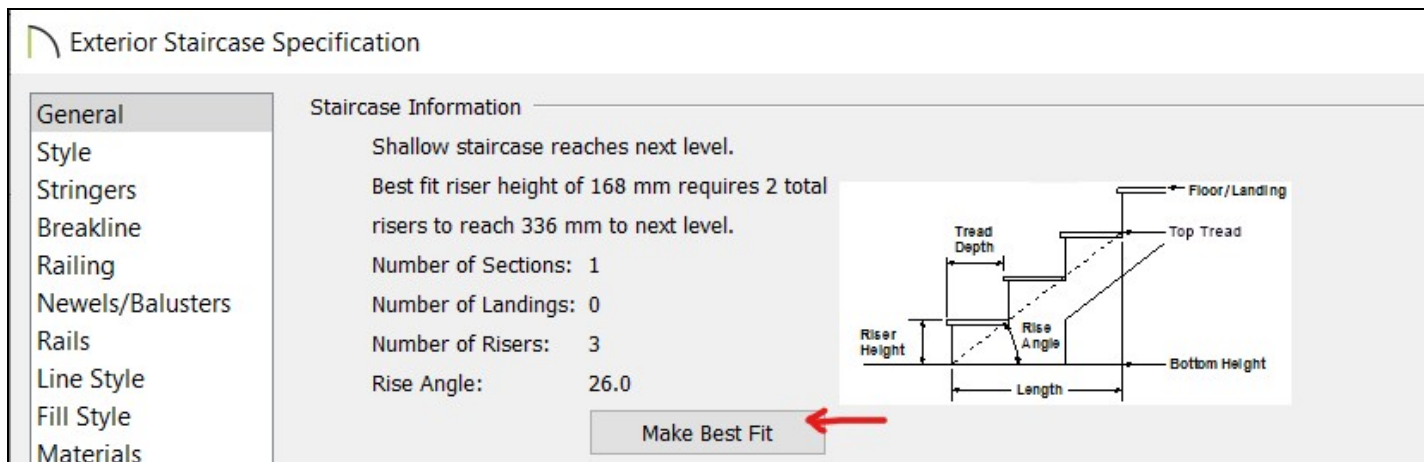 Exterior Staircase Specification
General
Style
Stringers
Breakline
Railing
Newels/Balusters
Rails
Line Style
Fill Style
Materials
Staircase Information
Shallow staircase reaches next level.
Best fit riser height of 168 mm requires 2 total
risers to reach 336 mm to next level.
Number of Sections: 1
Number of Landings: 0
Number of Risers: 3
Rise Angle: 26.0
Make Best Fit
Floor/Landing
Tread
Depth
Top Tread
Riser
Height
Rise
Angle
Bottom Height
Length